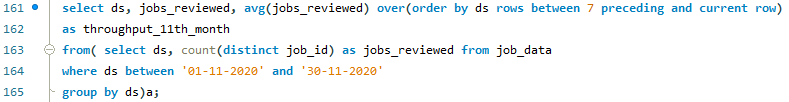 161 select ds, jobs_reviewed, avg(jobs_reviewed) over(order by ds rows between 7 preceding and current row)
162 as throughput_11th_month
163 from( select ds, count(distinct job_id) as jobs_reviewed from job_data
164 where ds between '01-11-2020' and '30-11-2020'
165 group by ds)a;